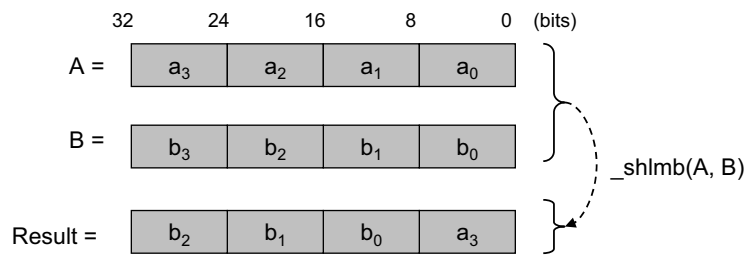 32 24 16 8 0 (bits)
A = a₃ a₂ a₁ a₀
B = b₃ b₂ b₁ b₀
_shlmb(A, B)
Result = b₂ b₁ b₀ a₃